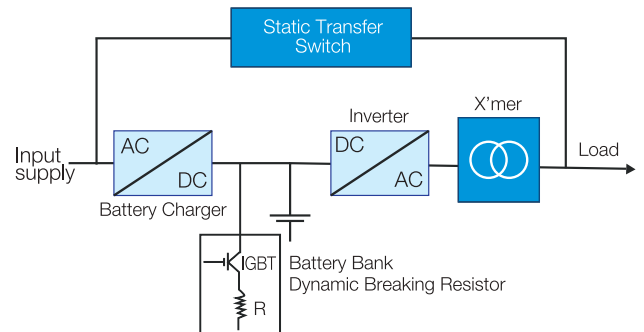 Static Transfer
Switch
Input
supply
AC
DC
Battery Charger
Inverter
DC
AC
X'mer
Load
IGBT
R
Battery Bank
Dynamic Breaking Resistor